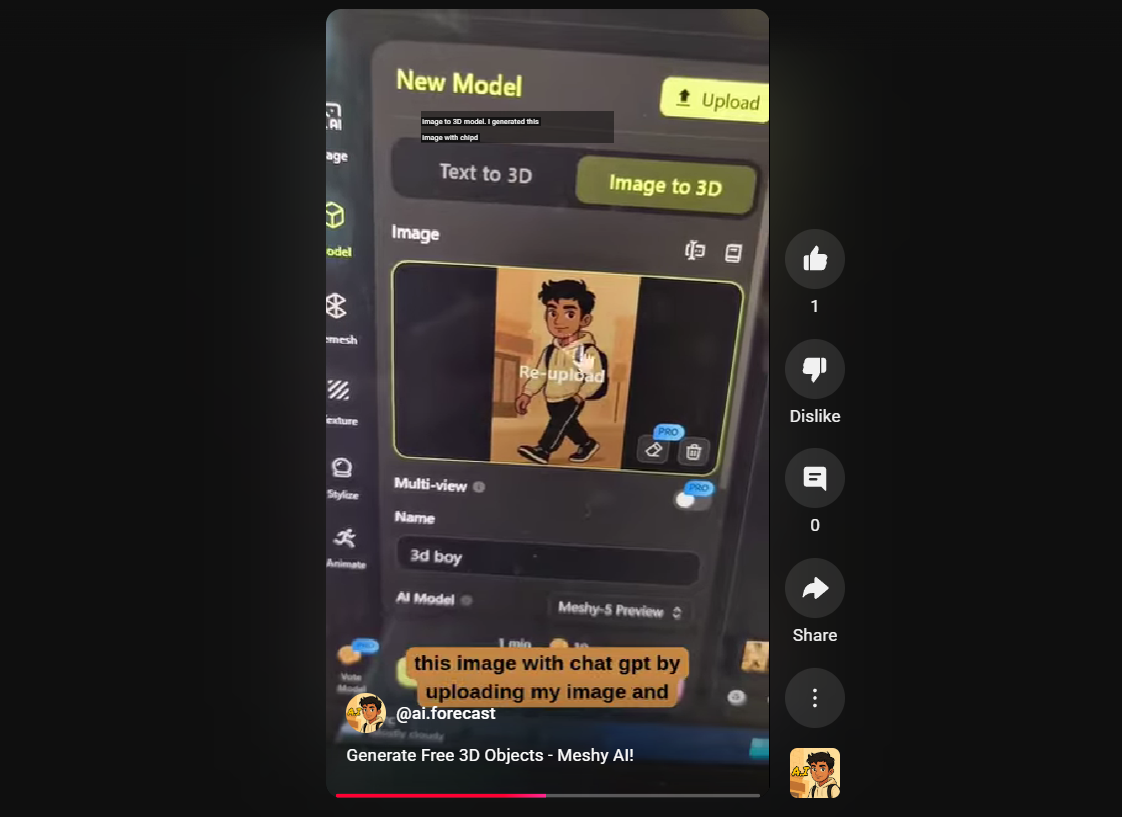 New Model
Upload
Image to 3D model. I generated this
image with chipd
AI
age
Text to 3D
Image to 3D
Image
odel
emesh
Re-upload
PRO
exture
Multi-view
PRO
Stylize
Name
3d boy
Animate
AI Model
Meshy-5 Preview
1 min
10
PRO
Vote
this image with chat gpt by
uploading my image and
@ai.forecast
Generate Free 3D Objects - Meshy AI!
1
Dislike
0
Share
A.I